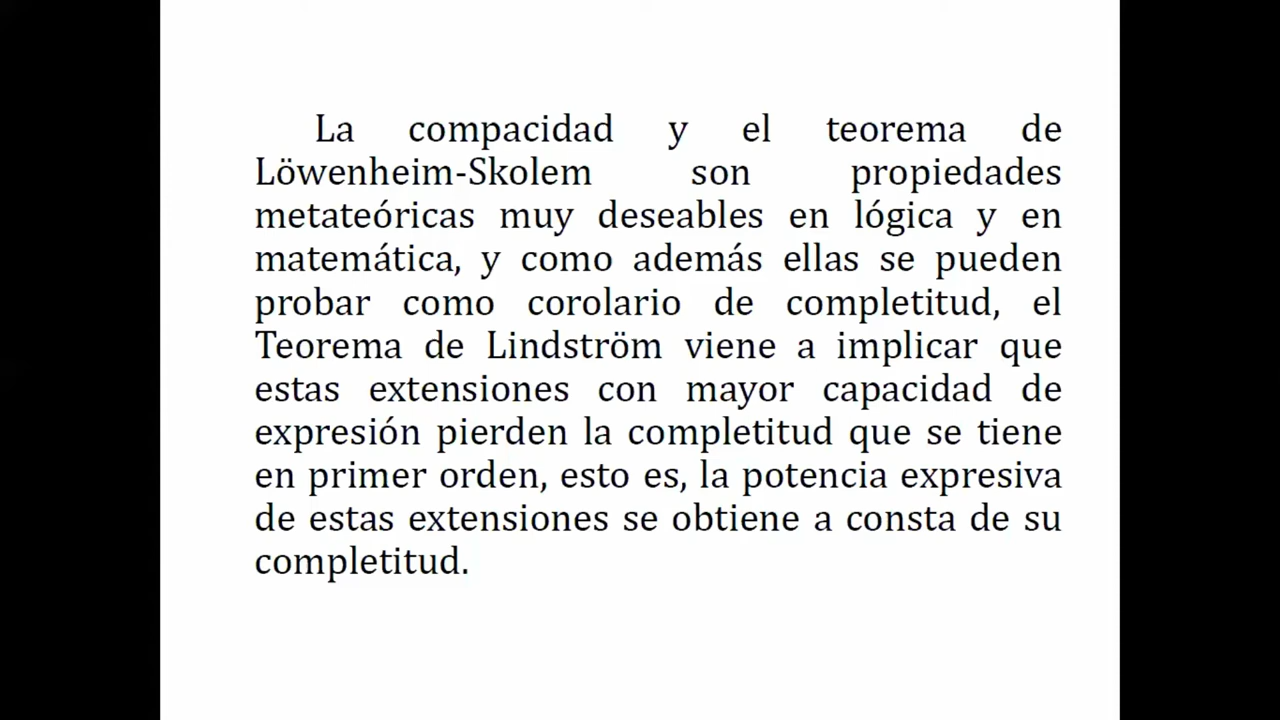 La compacidad y el teorema de
Löwenheim-Skolem son propiedades
metateóricas muy deseables en lógica y en
matemática, y como además ellas se pueden
probar como corolario de completitud, el
Teorema de Lindström viene a implicar que
estas extensiones con mayor capacidad de
expresión pierden la completitud que se tiene
en primer orden, esto es, la potencia expresiva
de estas extensiones se obtiene a consta de su
completitud.